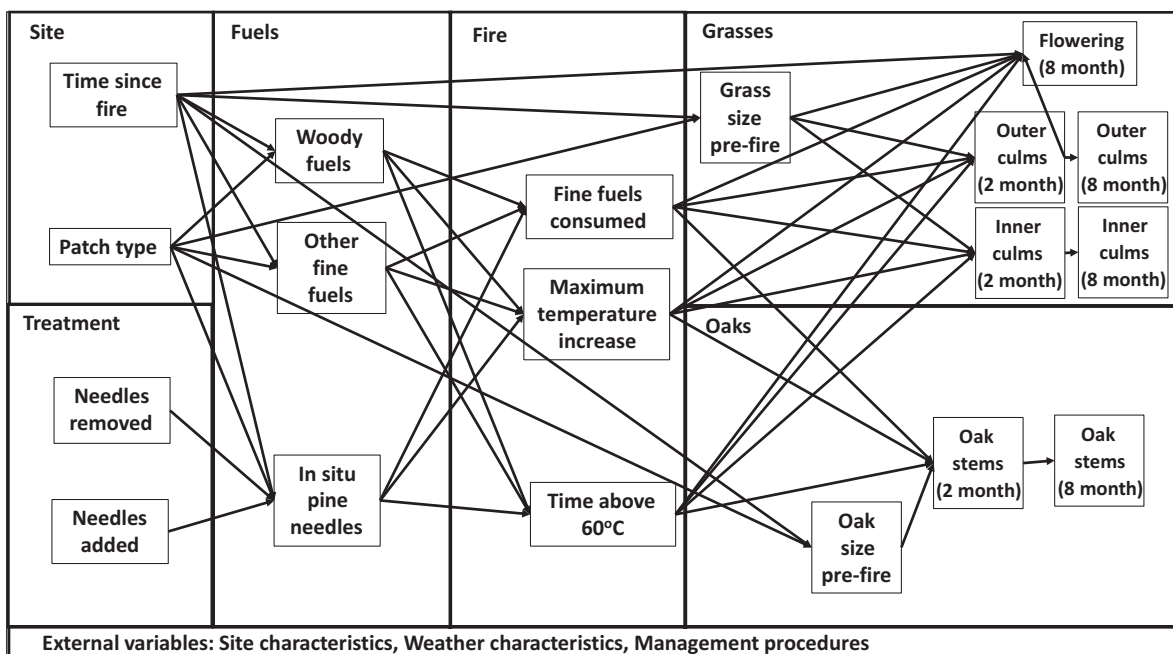 Site
Time since
fire
Patch type
Treatment
Needles
removed
Needles
added
Fuels
Woody
fuels
Other
fine
fuels
In situ
pine
needles
Fire
Fine fuels
consumed
Maximum
temperature
increase
Time above
60°C
Grasses
Grass
size
pre-fire
Flowering
(8 month)
Outer
culms
(2 month)
Outer
culms
(8 month)
Inner
culms
(2 month)
Inner
culms
(8 month)
Oaks
Oak
size
pre-fire
Oak
stems
(2 month)
Oak
stems
(8 month)
External variables: Site characteristics, Weather characteristics, Management procedures